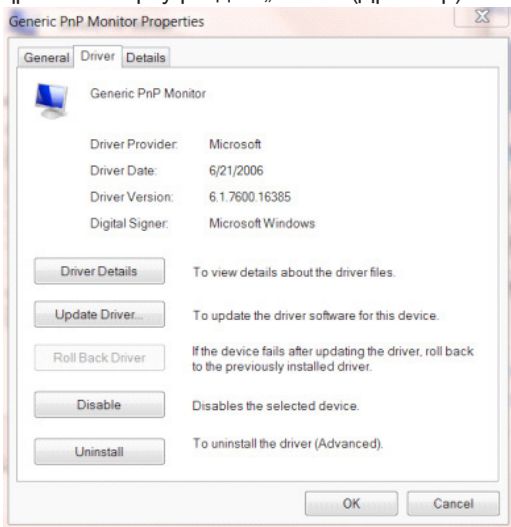 Generic PnP Monitor Properties
General Driver Details
Generic PnP Monitor
Driver Provider: Microsoft
Driver Date: 6/21/2006
Driver Version: 6.1.7600.16385
Digital Signer: Microsoft Windows
Driver Details To view details about the driver files.
Update Driver... To update the driver software for this device.
Roll Back Driver If the device fails after updating the driver, roll back
to the previously installed driver.
Disable Disables the selected device.
Uninstall To uninstall the driver (Advanced).
OK Cancel